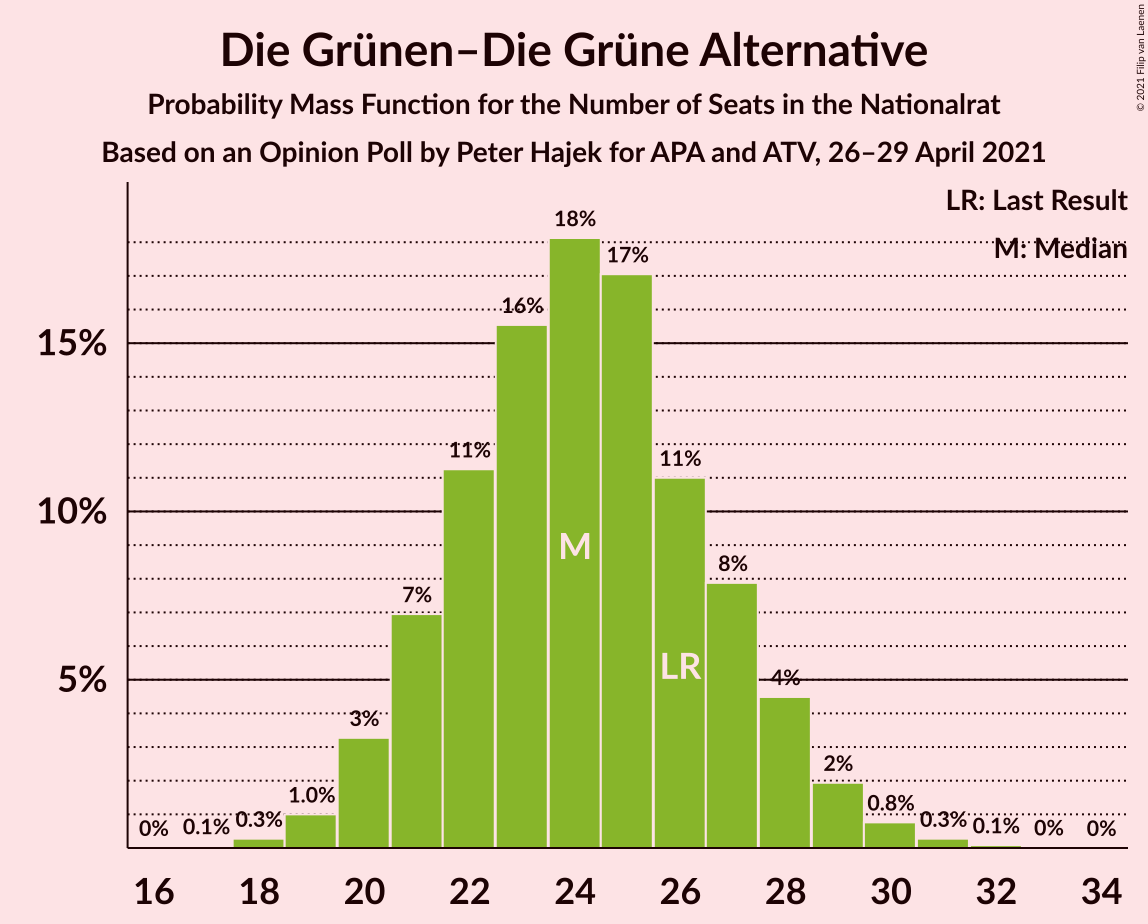 Die Grünen–Die Grüne Alternative
Probability Mass Function for the Number of Seats in the Nationalrat
Based on an Opinion Poll by Peter Hajek for APA and ATV, 26–29 April 2021
© 2021 Filip van Laenen
LR: Last Result
M: Median
18%
17%
16%
15%
11%
11%
10%
M
8%
7%
LR
5%
4%
3%
2%
1.0%
0.8%
0%
0.1%
0.3%
0.3%
0.1%
0%
0%
16 18 20 22 24 26 28 30 32 34